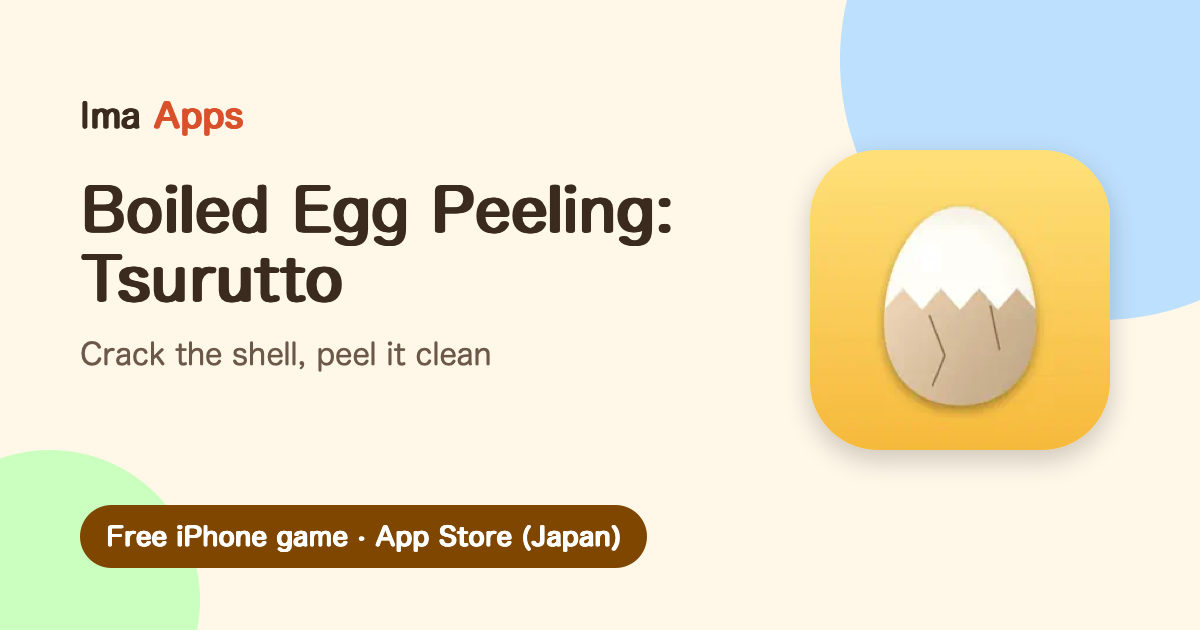 Ima Apps
Boiled Egg Peeling:
Tsurutto
Crack the shell, peel it clean
Free iPhone game · App Store (Japan)